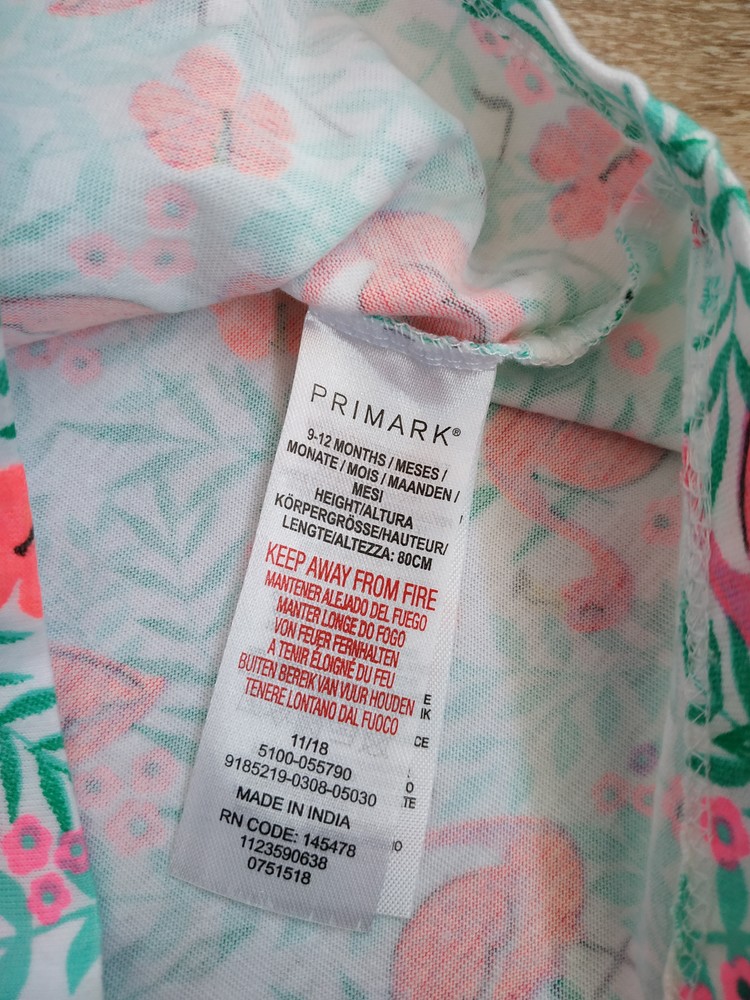 PRIMARK®
9-12 MONTHS / MESES /
MONATE / MOIS / MAANDEN /
MESI
HEIGHT/ALTURA
KÖRPERGRÖSSE/HAUTEUR/
LENGTE/ALTEZZA: 80CM
KEEP AWAY FROM FIRE
MANTENER ALEJADO DEL FUEGO
MANTER LONGE DO FOGO
VON FEUER FERNHALTEN
A TENIR ÉLOIGNÉ DU FEU
BUITEN BEREIK VAN VUUR HOUDEN
TENERE LONTANO DAL FUOCO
11/18
5100-055790
9185219-0308-05030
MADE IN INDIA
RN CODE: 145478
1123590638
0751518